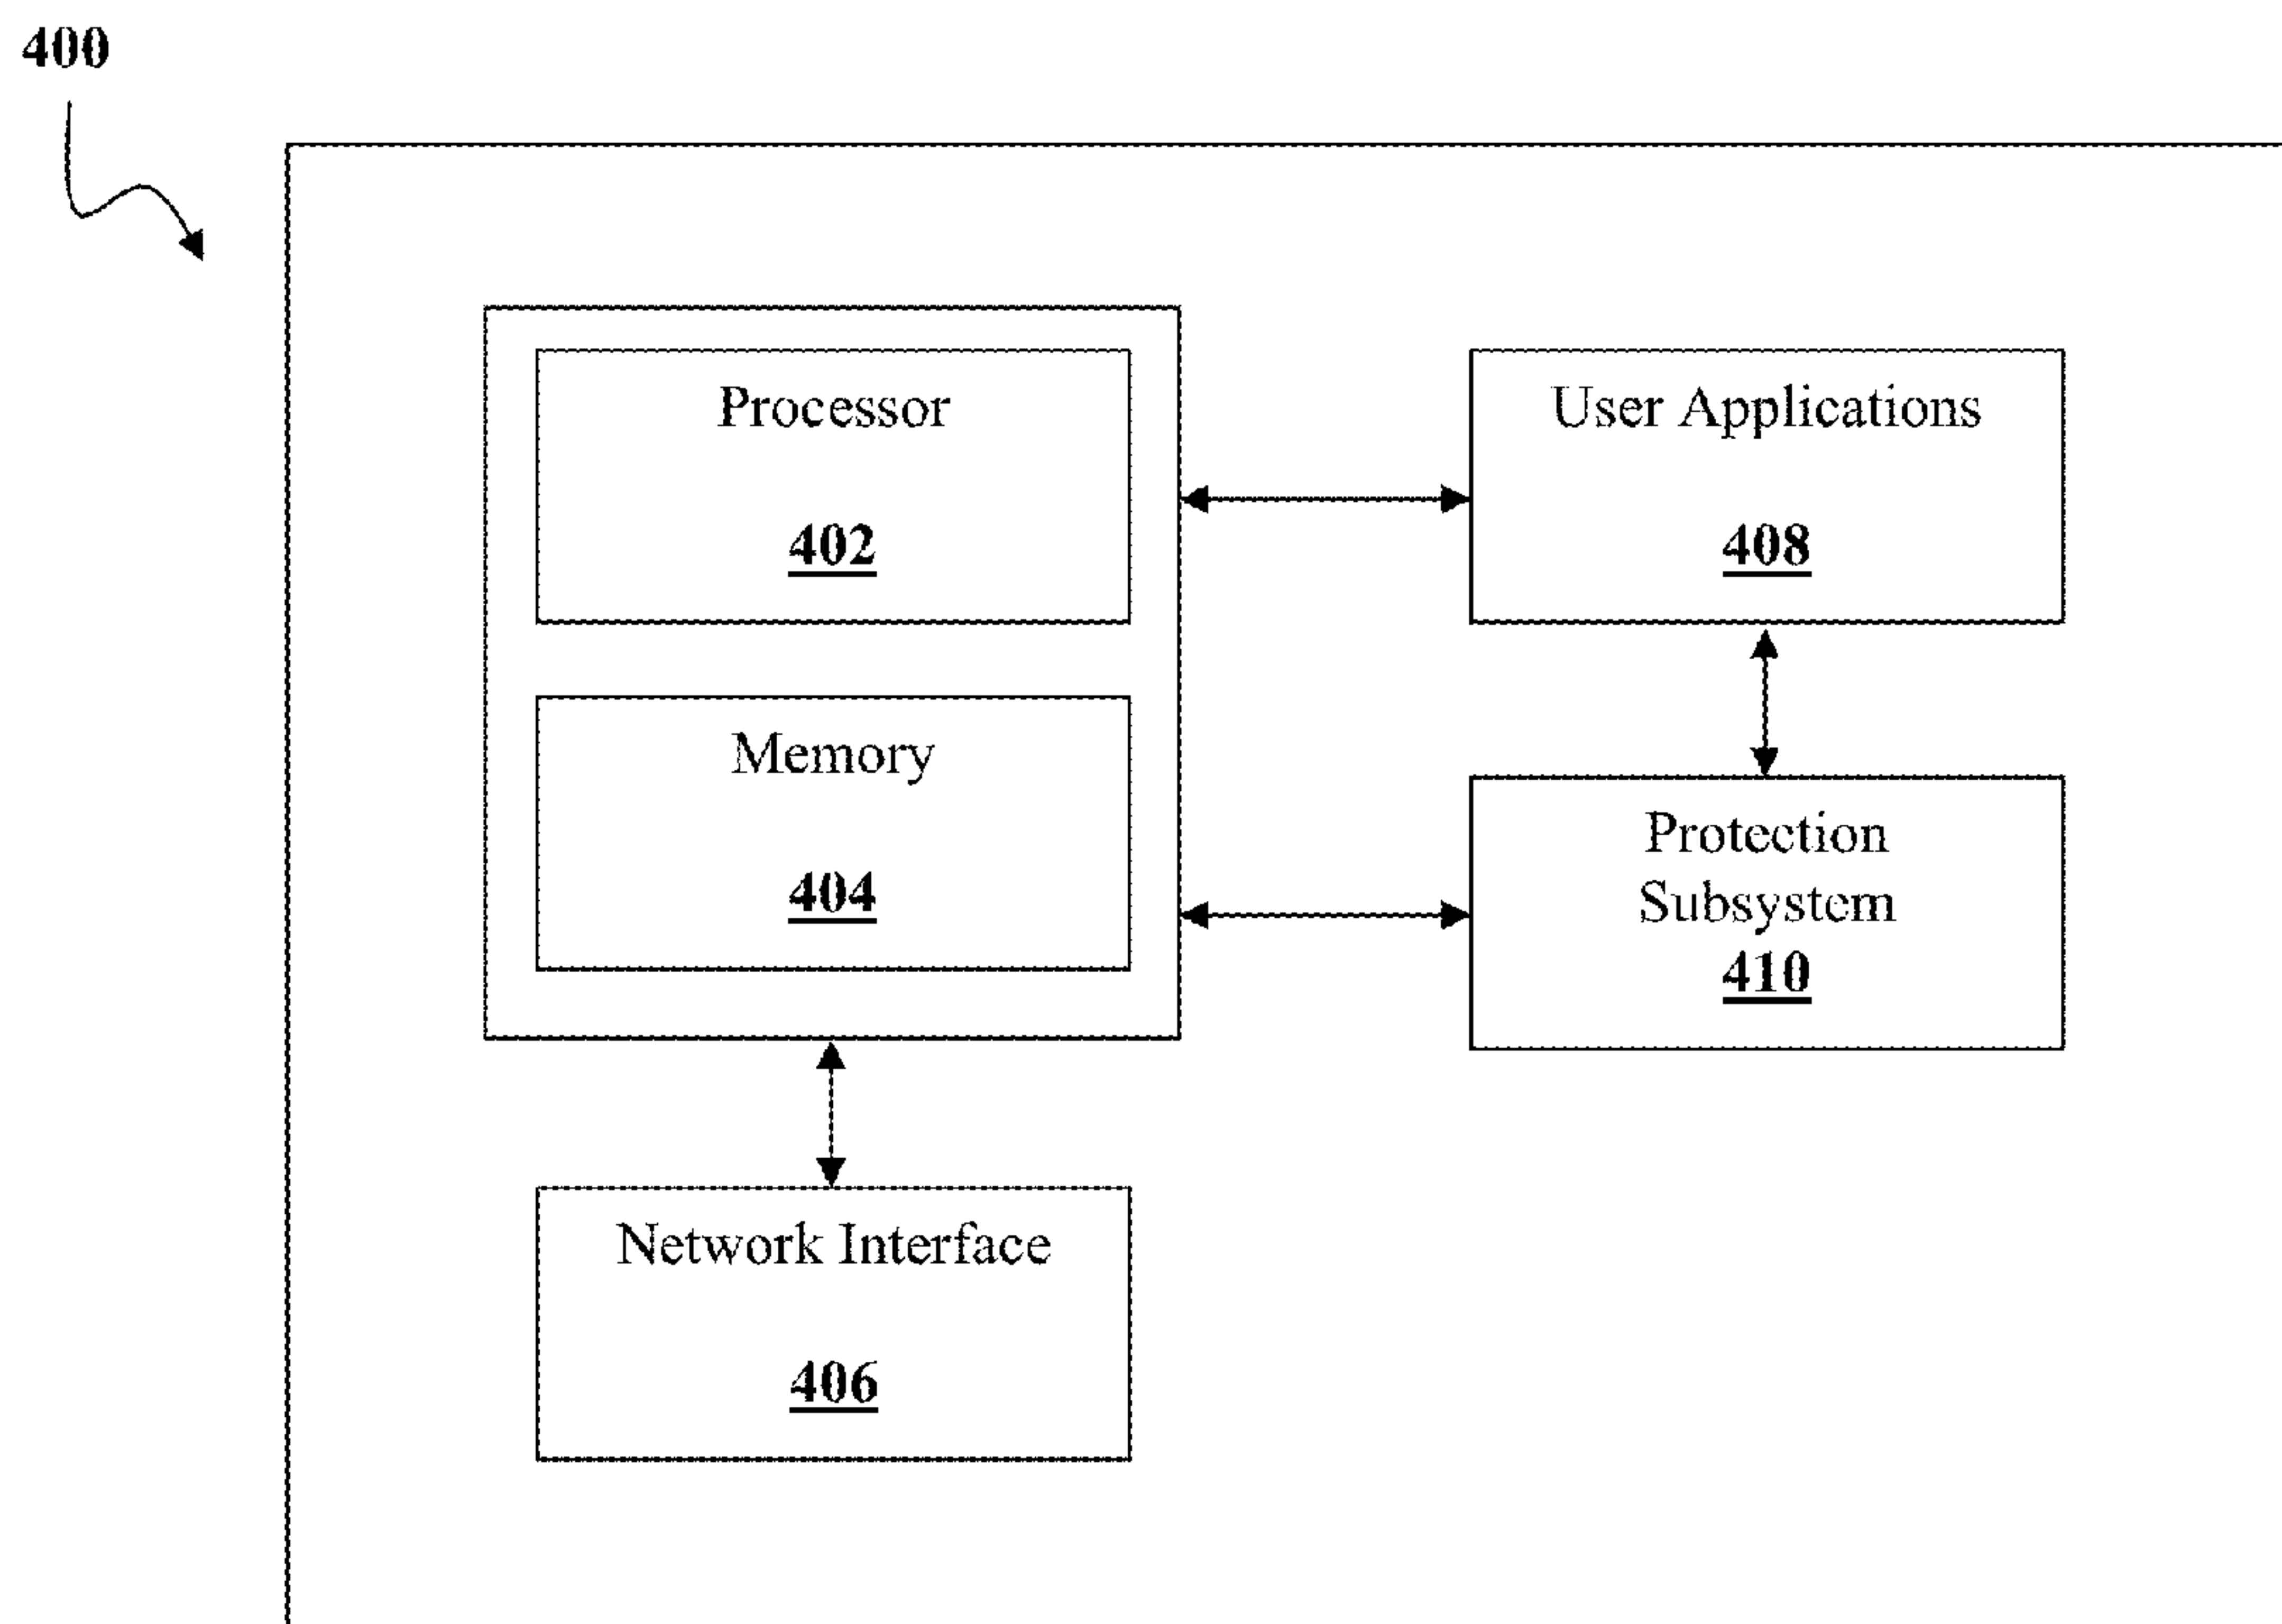 400
Processor
402
User Applications
408
Memory
404
Protection
Subsystem
410
Network Interface
406